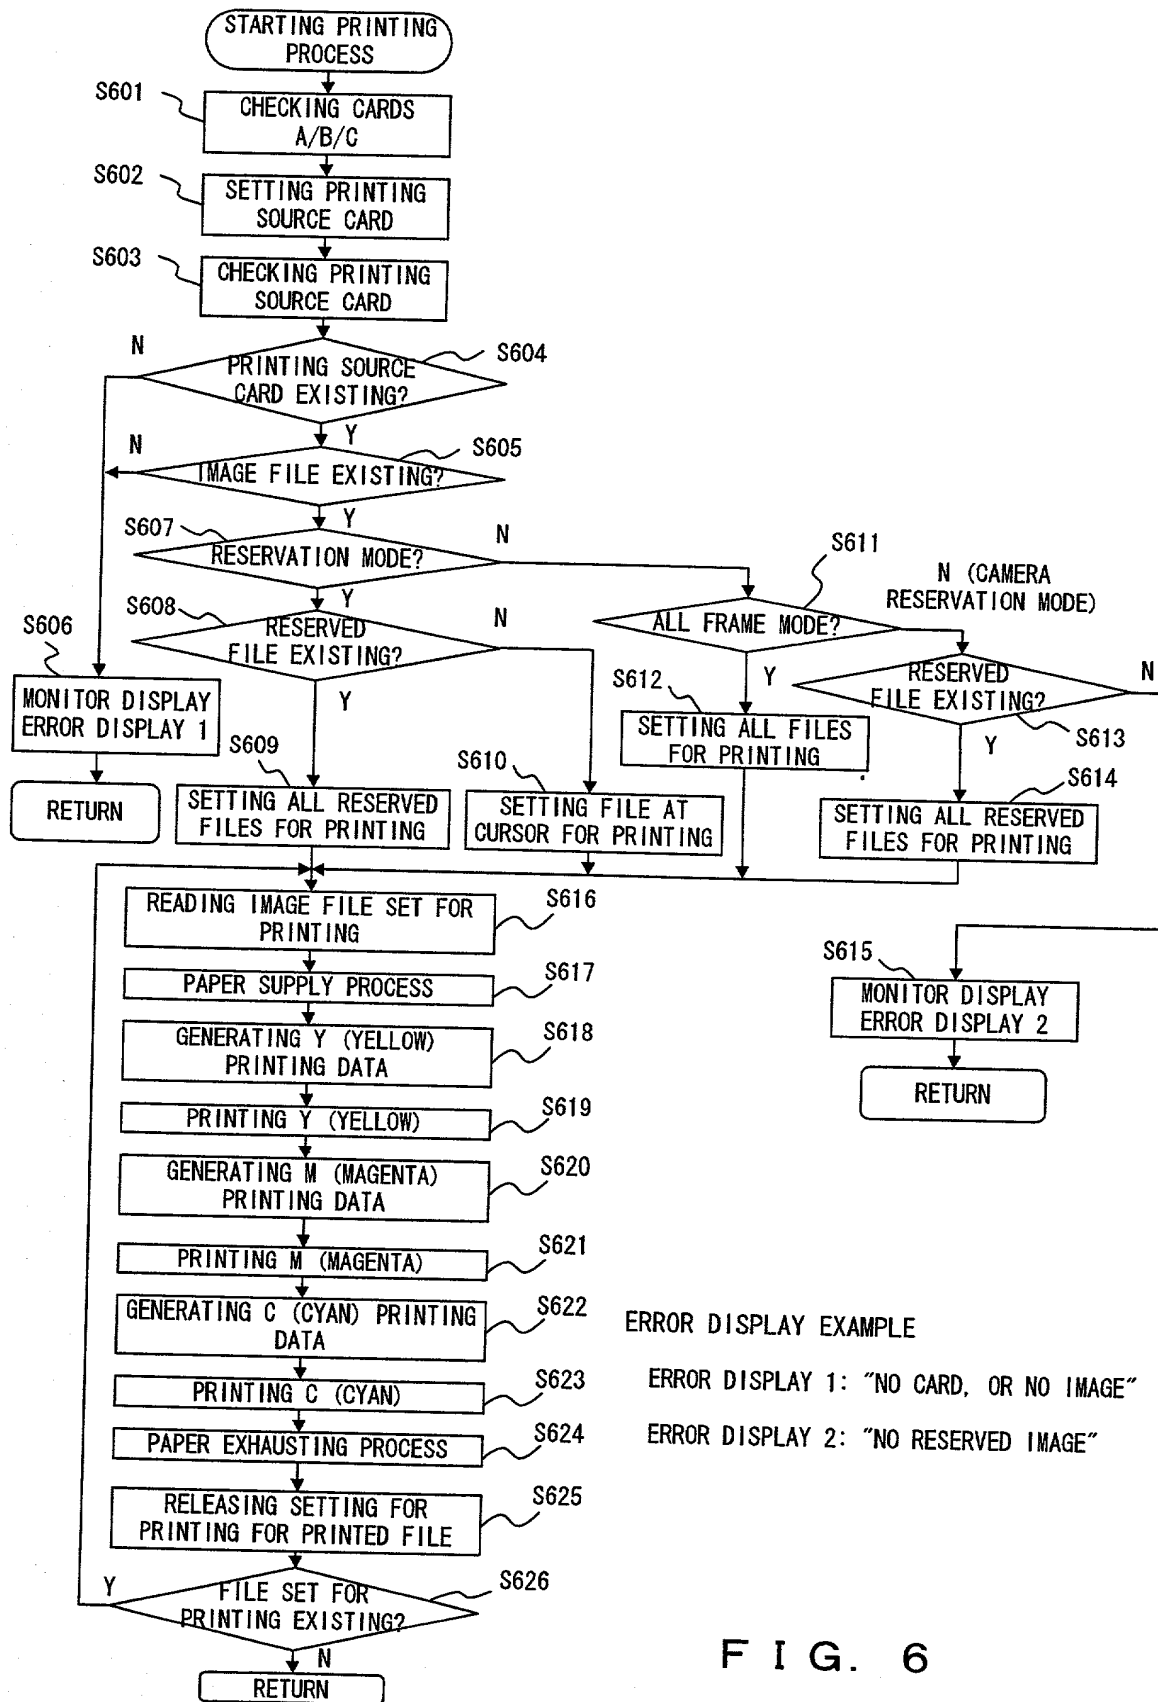 STARTING PRINTING
PROCESS
S601
CHECKING CARDS
A/B/C
S602
SETTING PRINTING
SOURCE CARD
S603
CHECKING PRINTING
SOURCE CARD
N
S604
PRINTING SOURCE
CARD EXISTING?
Y
N
S605
IMAGE FILE EXISTING?
Y
S607
N
RESERVATION MODE?
Y
S611
N (CAMERA
RESERVATION MODE)
ALL FRAME MODE?
S608
N
RESERVED
FILE EXISTING?
Y
S606
MONITOR DISPLAY
ERROR DISPLAY 1
RETURN
S612
Y
SETTING ALL FILES
FOR PRINTING
N
RESERVED
FILE EXISTING?
S613
Y
S609
SETTING ALL RESERVED
FILES FOR PRINTING
S610
SETTING FILE AT
CURSOR FOR PRINTING
S614
SETTING ALL RESERVED
FILES FOR PRINTING
S616
READING IMAGE FILE SET FOR
PRINTING
S615
MONITOR DISPLAY
ERROR DISPLAY 2
RETURN
S617
PAPER SUPPLY PROCESS
S618
GENERATING Y (YELLOW)
PRINTING DATA
S619
PRINTING Y (YELLOW)
S620
GENERATING M (MAGENTA)
PRINTING DATA
S621
PRINTING M (MAGENTA)
S622
GENERATING C (CYAN) PRINTING
DATA
S623
PRINTING C (CYAN)
S624
PAPER EXHAUSTING PROCESS
S625
RELEASING SETTING FOR
PRINTING FOR PRINTED FILE
Y
S626
FILE SET FOR
PRINTING EXISTING?
N
RETURN
ERROR DISPLAY EXAMPLE
ERROR DISPLAY 1: "NO CARD, OR NO IMAGE"
ERROR DISPLAY 2: "NO RESERVED IMAGE"
FIG. 6